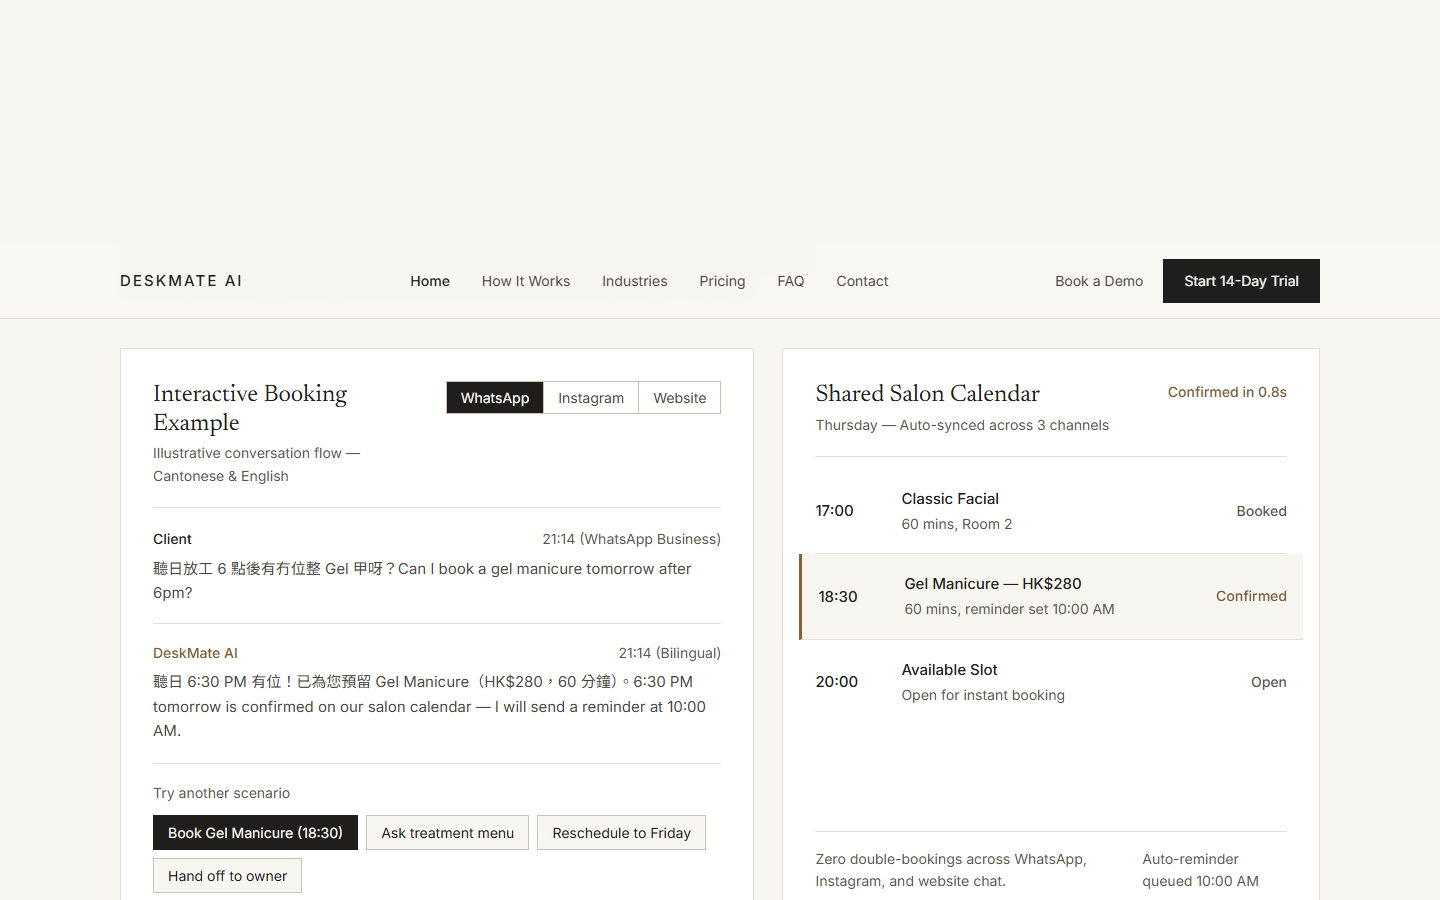 DESKMATE AI
Home
How It Works
Industries
Pricing
FAQ
Contact
Book a Demo
Start 14-Day Trial
Interactive Booking
Example
Illustrative conversation flow —
Cantonese & English
WhatsApp
Instagram
Website
Client
21:14 (WhatsApp Business)
聽日放工 6 點後有冇位整 Gel 甲呀？Can I book a gel manicure tomorrow after
6pm?
DeskMate AI
21:14 (Bilingual)
聽日 6:30 PM 有位！已為您預留 Gel Manicure（HK$280，60 分鐘）。6:30 PM
tomorrow is confirmed on our salon calendar — I will send a reminder at 10:00
AM.
Try another scenario
Book Gel Manicure (18:30)
Ask treatment menu
Reschedule to Friday
Hand off to owner
Shared Salon Calendar
Confirmed in 0.8s
Thursday — Auto-synced across 3 channels
17:00
Classic Facial
60 mins, Room 2
Booked
18:30
Gel Manicure — HK$280
60 mins, reminder set 10:00 AM
Confirmed
20:00
Available Slot
Open for instant booking
Open
Zero double-bookings across WhatsApp,
Instagram, and website chat.
Auto-reminder
queued 10:00 AM